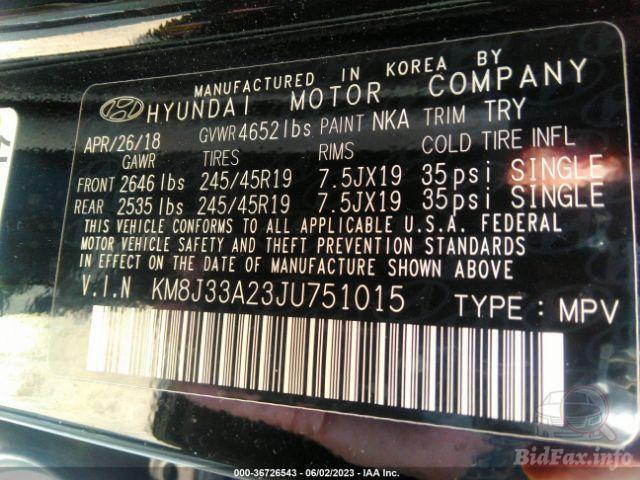 MANUFACTURED IN KOREA BY
HYUNDAI MOTOR COMPANY
APR/26/18 GVWR 4652 lbs PAINT NKA TRIM TRY
GAWR TIRES RIMS COLD TIRE INFL
FRONT 2646 lbs 245/45R19 7.5JX19 35psi SINGLE
REAR 2535 lbs 245/45R19 7.5JX19 35psi SINGLE
THIS VEHICLE CONFORMS TO ALL APPLICABLE U.S.A. FEDERAL
MOTOR VEHICLE SAFETY AND THEFT PREVENTION STANDARDS
IN EFFECT ON THE DATE OF MANUFACTURE SHOWN ABOVE
V.I.N KM8J33A23JU751015 TYPE : MPV
BidFax.info
000-36726543 - 06/02/2023 - IAA Inc.